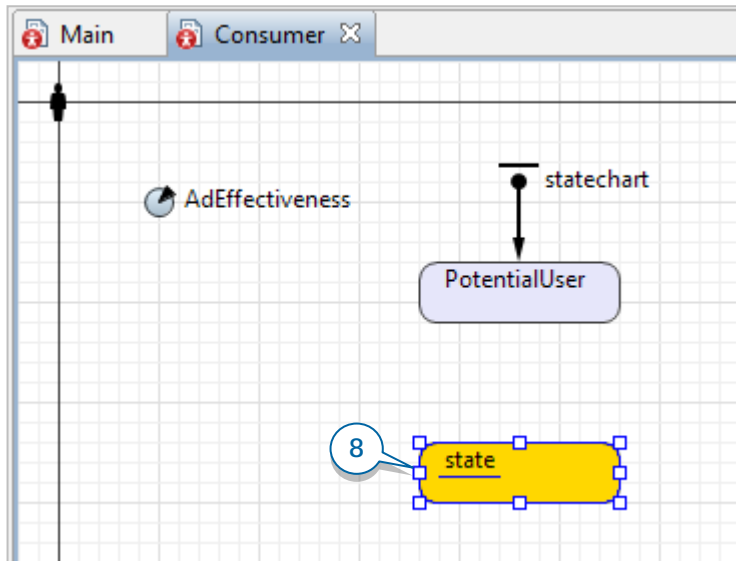 Main
Consumer
statechart
AdEffectiveness
PotentialUser
8
state